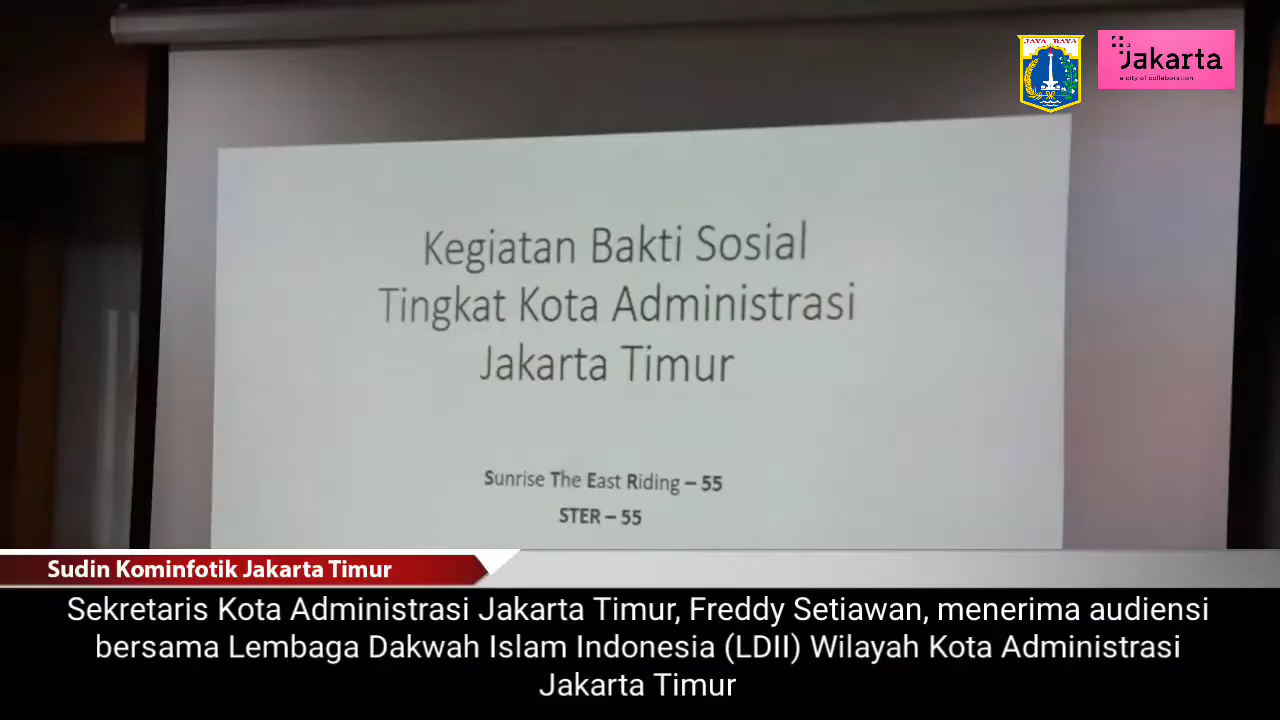 JAYA RAYA
Jakarta
a city of collaboration
Kegiatan Bakti Sosial
Tingkat Kota Administrasi
Jakarta Timur
Sunrise The East Riding – 55
STER – 55
Sudin Kominfotik Jakarta Timur
Sekretaris Kota Administrasi Jakarta Timur, Freddy Setiawan, menerima audiensi
bersama Lembaga Dakwah Islam Indonesia (LDII) Wilayah Kota Administrasi
Jakarta Timur